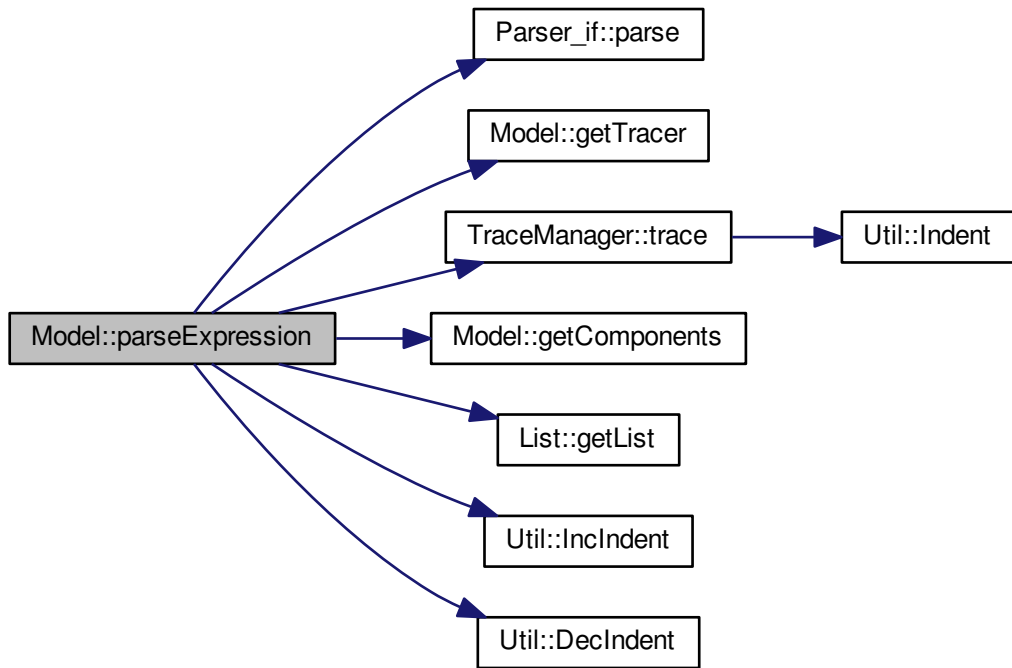 Parser_if::parse
Model::getTracer
TraceManager::trace
Util::Indent
Model::parseExpression
Model::getComponents
List::getList
Util::IncIndent
Util::DecIndent